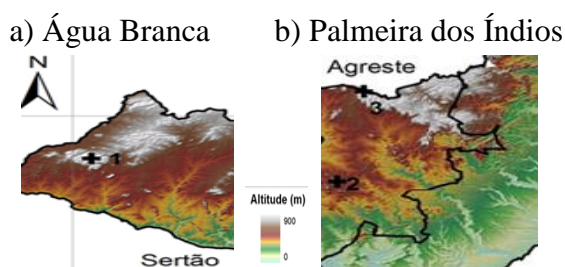 a) Água Branca
b) Palmeira dos Índios
N
1
Sertão
Altitude (m)
900
0
Agreste
3
2